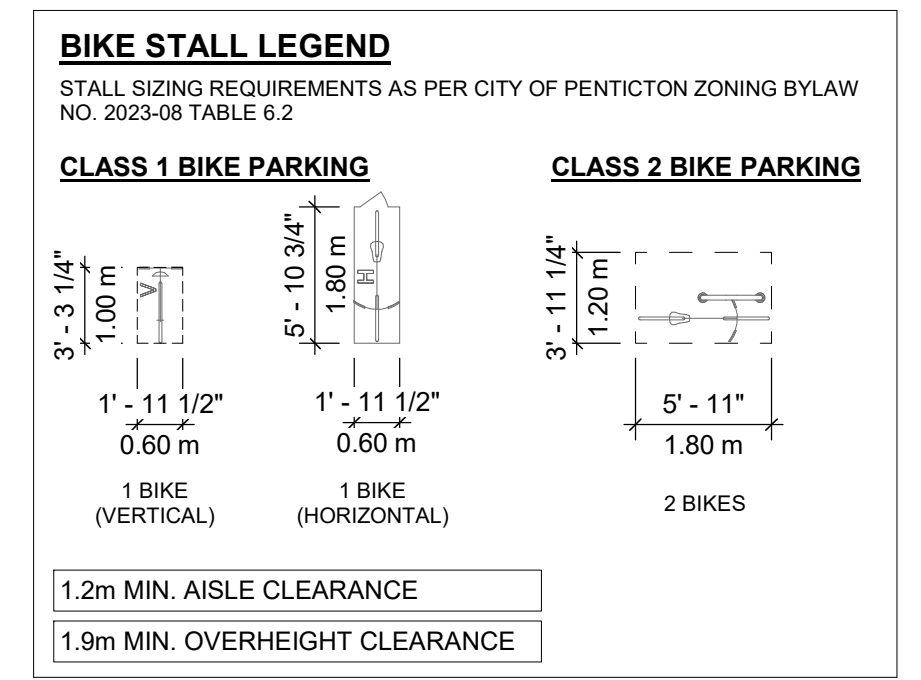 BIKE STALL LEGEND
STALL SIZING REQUIREMENTS AS PER CITY OF PENTICTON ZONING BYLAW
NO. 2023-08 TABLE 6.2
CLASS 1 BIKE PARKING
3' - 3 1/4"
1.00 m
V
1' - 11 1/2"
0.60 m
1 BIKE
(VERTICAL)
5' - 10 3/4"
1.80 m
H
1' - 11 1/2"
0.60 m
1 BIKE
(HORIZONTAL)
CLASS 2 BIKE PARKING
3' - 11 1/4"
1.20 m
5' - 11"
1.80 m
2 BIKES
1.2m MIN. AISLE CLEARANCE
1.9m MIN. OVERHEIGHT CLEARANCE